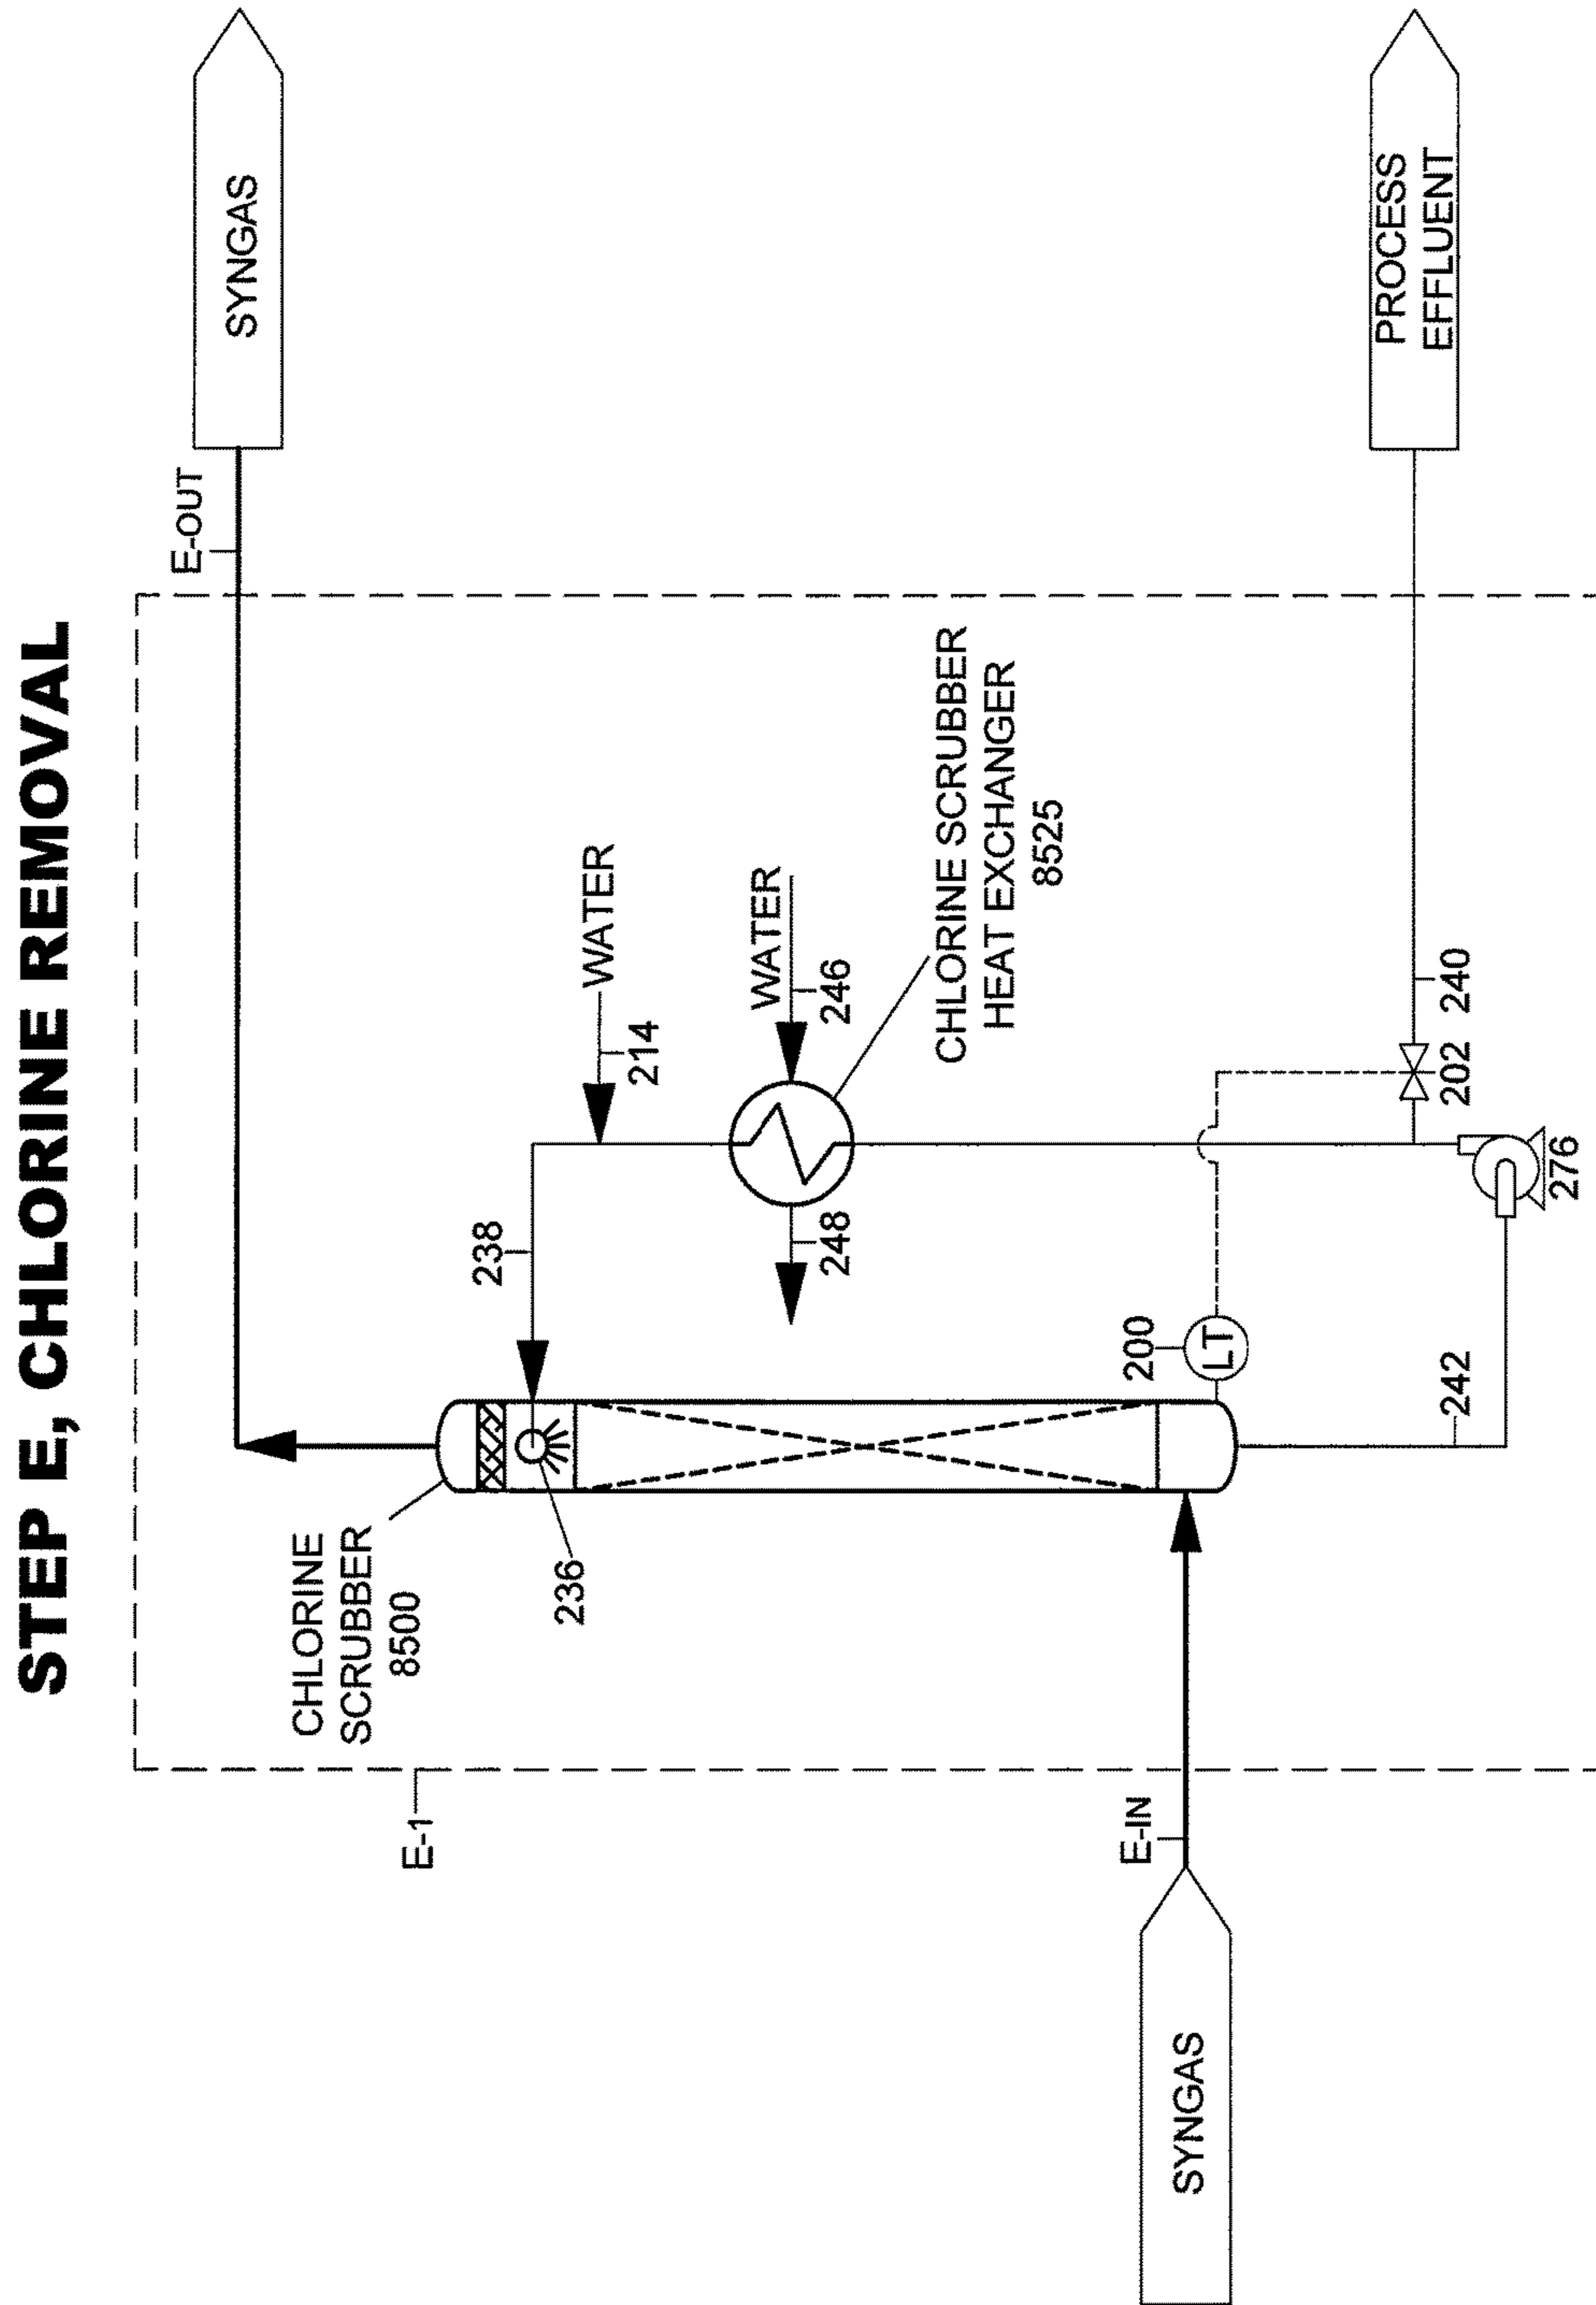 STEP E, CHLORINE REMOVAL
E-OUT
SYNGAS
E-1
CHLORINE
SCRUBBER
8500
236
238
WATER
214
WATER
246
248
CHLORINE SCRUBBER
HEAT EXCHANGER
8525
200
LT
E-IN
SYNGAS
242
276
202
240
PROCESS
EFFLUENT